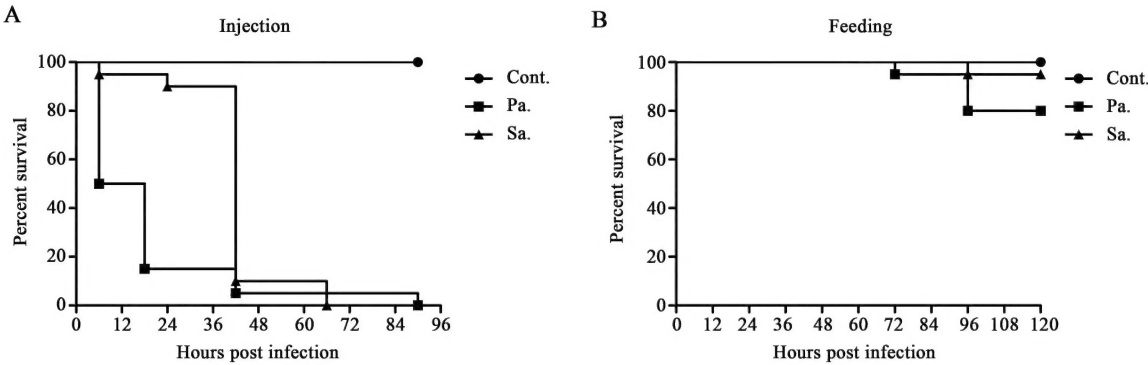 A
Injection
100
80
60
40
20
0
Percent survival
0 12 24 36 48 60 72 84 96
Hours post infection
Cont.
Pa.
Sa.
B
Feeding
100
80
60
40
20
0
Percent survival
0 12 24 36 48 60 72 84 96 108 120
Hours post infection
Cont.
Pa.
Sa.